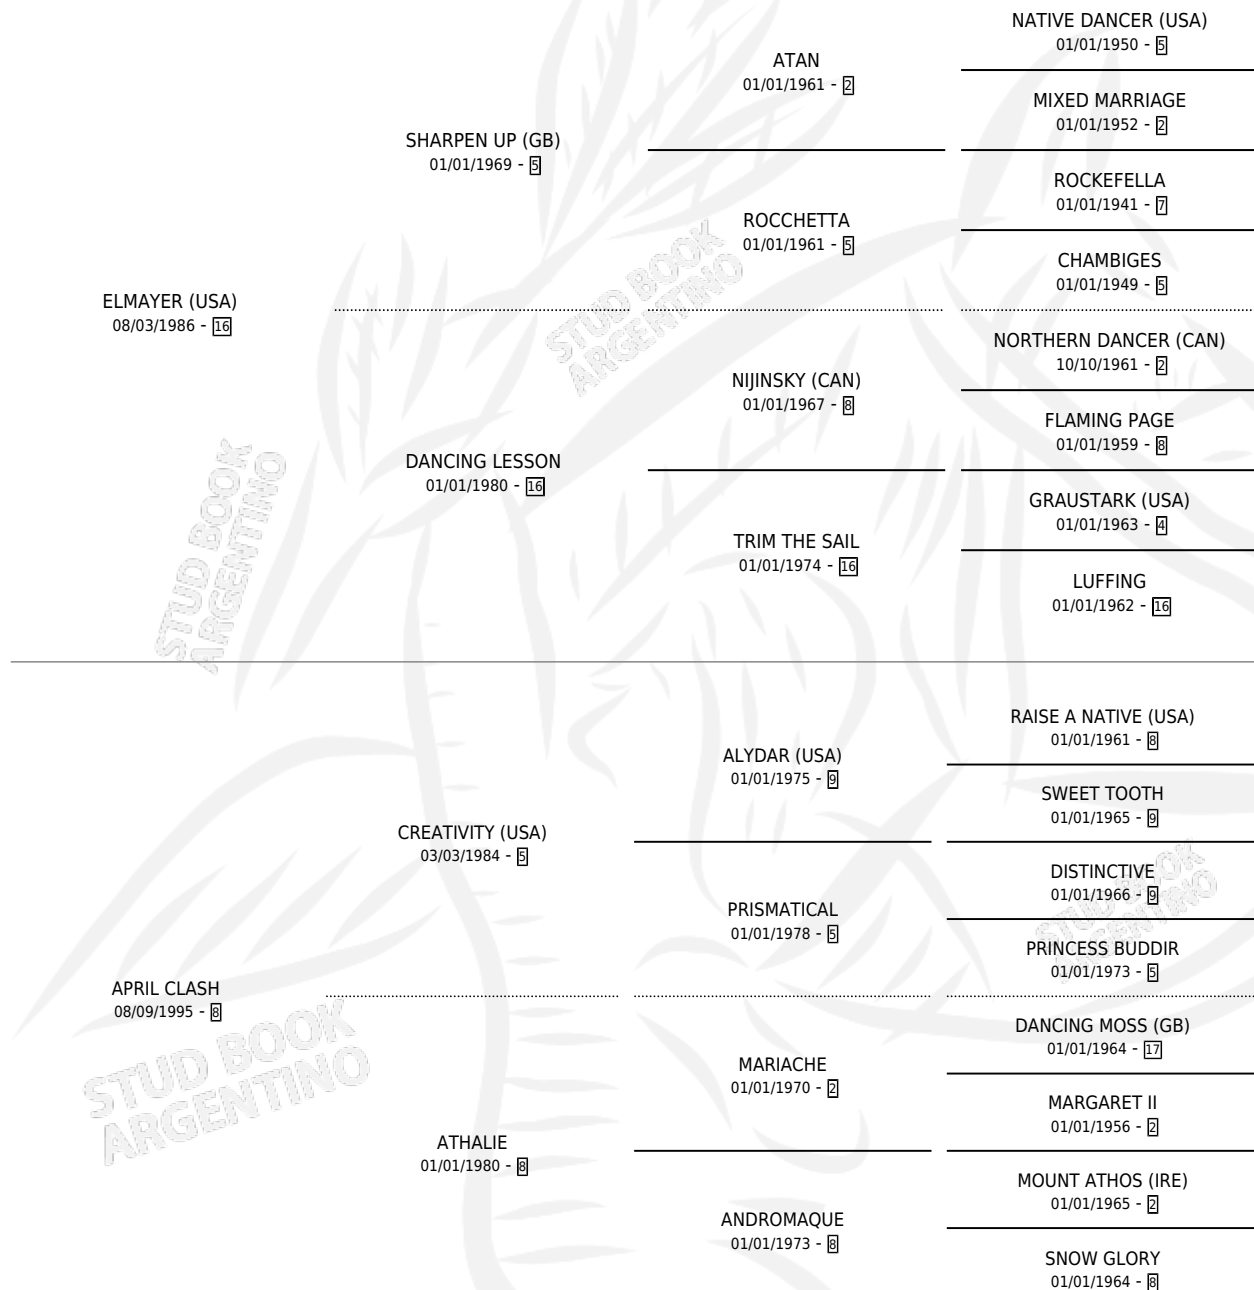 NATIVE DANCER (USA)
01/01/1950 - 5
ATAN
01/01/1961 - 2
MIXED MARRIAGE
01/01/1952 - 2
SHARPEN UP (GB)
01/01/1969 - 5
ROCKEFELLA
01/01/1941 - 7
ROCCHETTA
01/01/1961 - 5
CHAMBIGES
01/01/1949 - 5
ELMAYER (USA)
08/03/1986 - 16
STUD BOOK
ARGENTINO
NORTHERN DANCER (CAN)
10/10/1961 - 2
NIJINSKY (CAN)
01/01/1967 - 8
FLAMING PAGE
01/01/1959 - 8
DANCING LESSON
01/01/1980 - 16
GRAUSTARK (USA)
01/01/1963 - 4
TRIM THE SAIL
01/01/1974 - 16
LUFFING
01/01/1962 - 16
STUD BOOK
ARGENTINO
RAISE A NATIVE (USA)
01/01/1961 - 8
ALYDAR (USA)
01/01/1975 - 9
SWEET TOOTH
01/01/1965 - 9
CREATIVITY (USA)
03/03/1984 - 5
DISTINCTIVE
01/01/1966 - 9
PRISMATICAL
01/01/1978 - 5
STUD BOOK
ARGENTINO
PRINCESS BUDDIR
01/01/1973 - 5
APRIL CLASH
08/09/1995 - 8
STUD BOOK
ARGENTINO
DANCING MOSS (GB)
01/01/1964 - 17
MARIACHE
01/01/1970 - 2
MARGARET II
01/01/1956 - 2
ATHALIE
01/01/1980 - 8
MOUNT ATHOS (IRE)
01/01/1965 - 2
ANDROMAQUE
01/01/1973 - 8
SNOW GLORY
01/01/1964 - 8